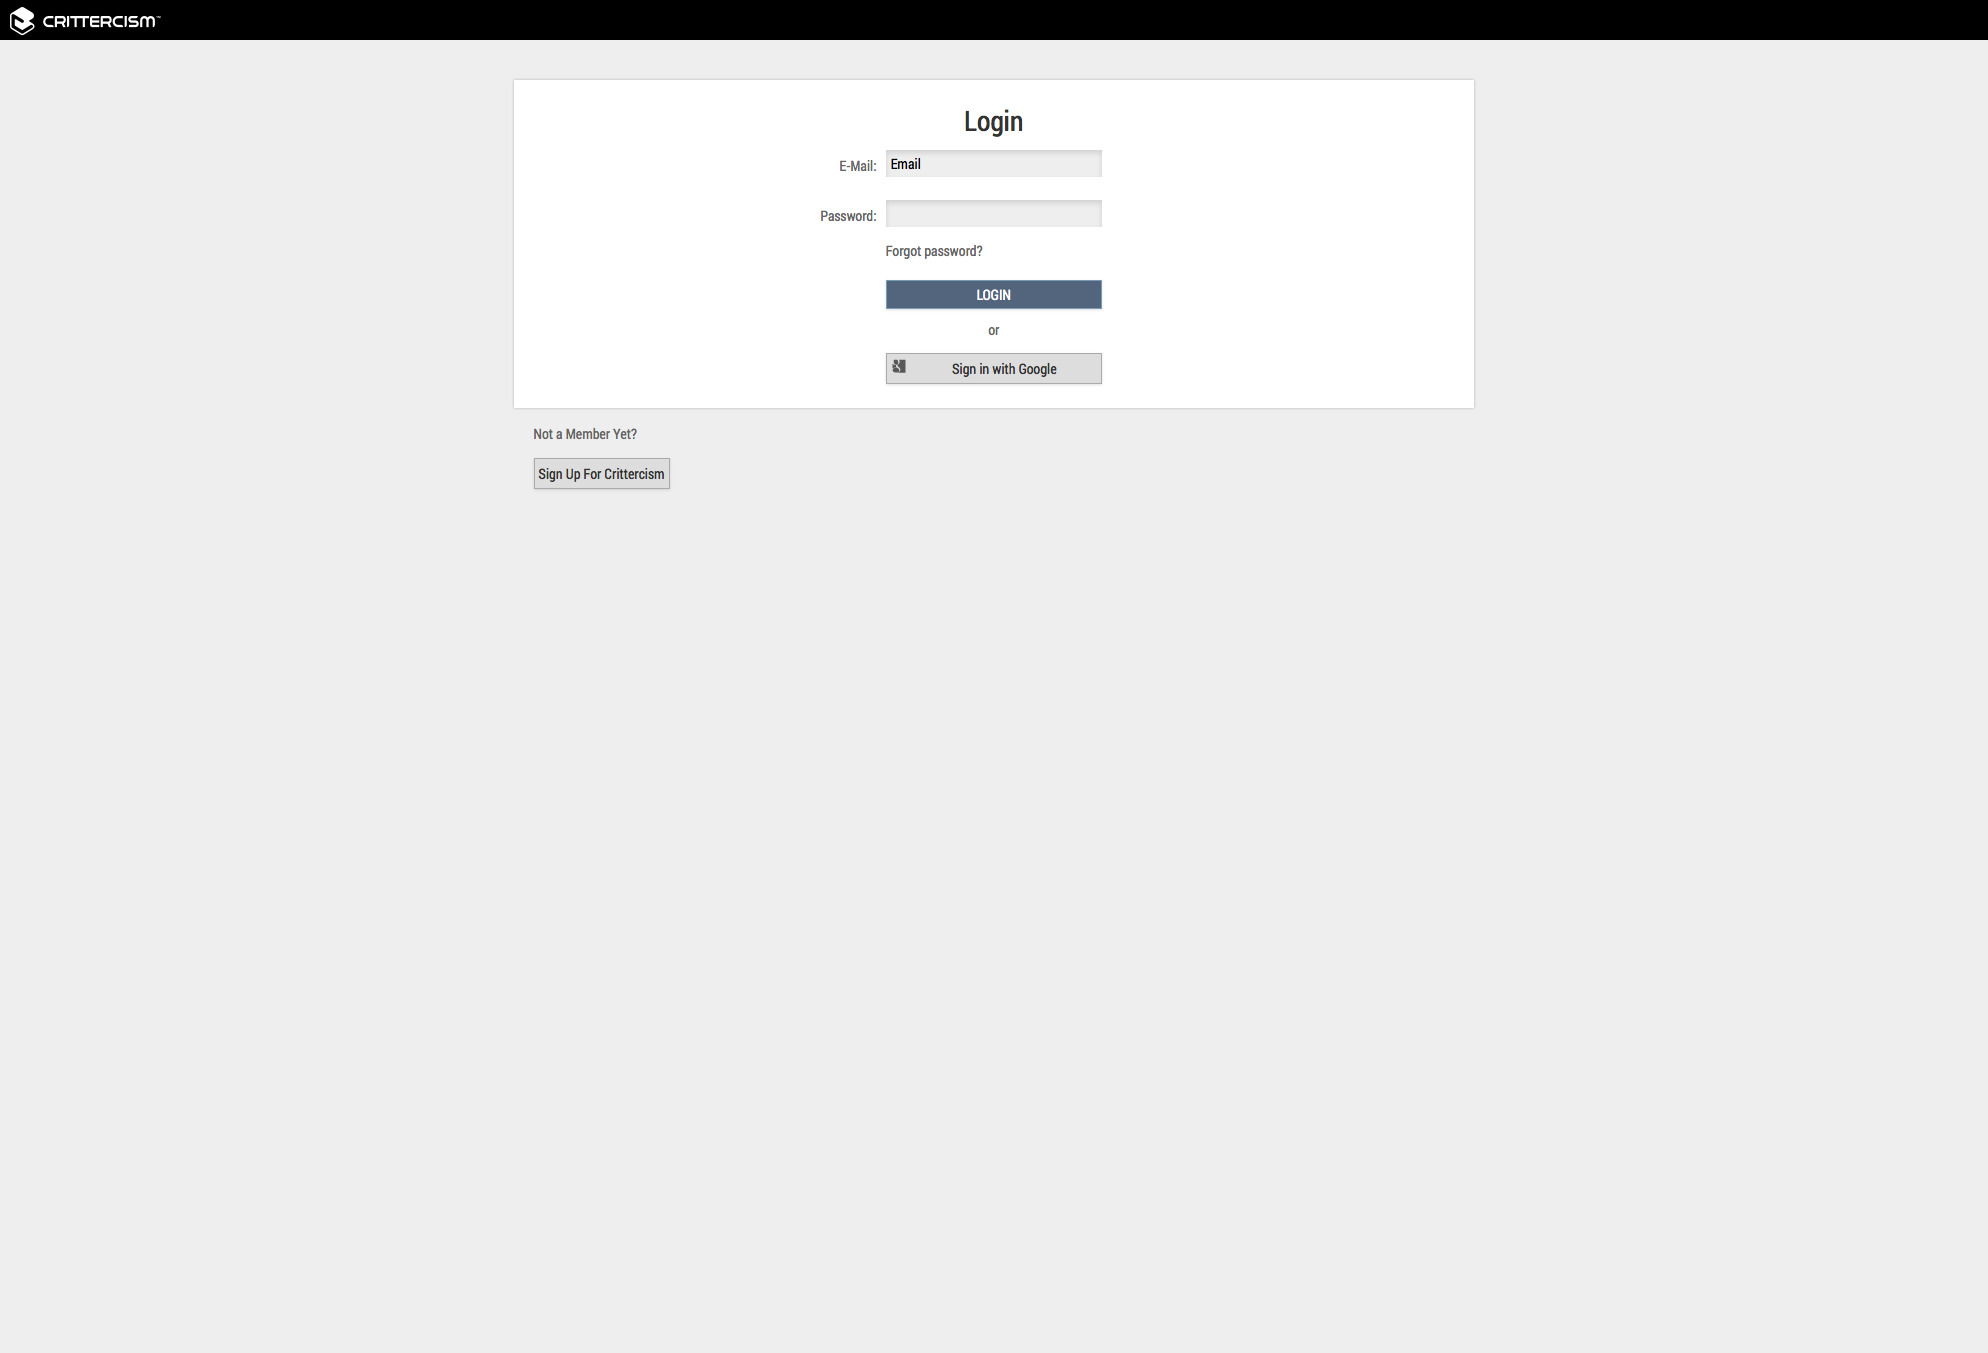 CRITTERCISM™
Login
E-Mail: Email
Password:
Forgot password?
LOGIN
or
Sign in with Google
Not a Member Yet?
Sign Up For Crittercism